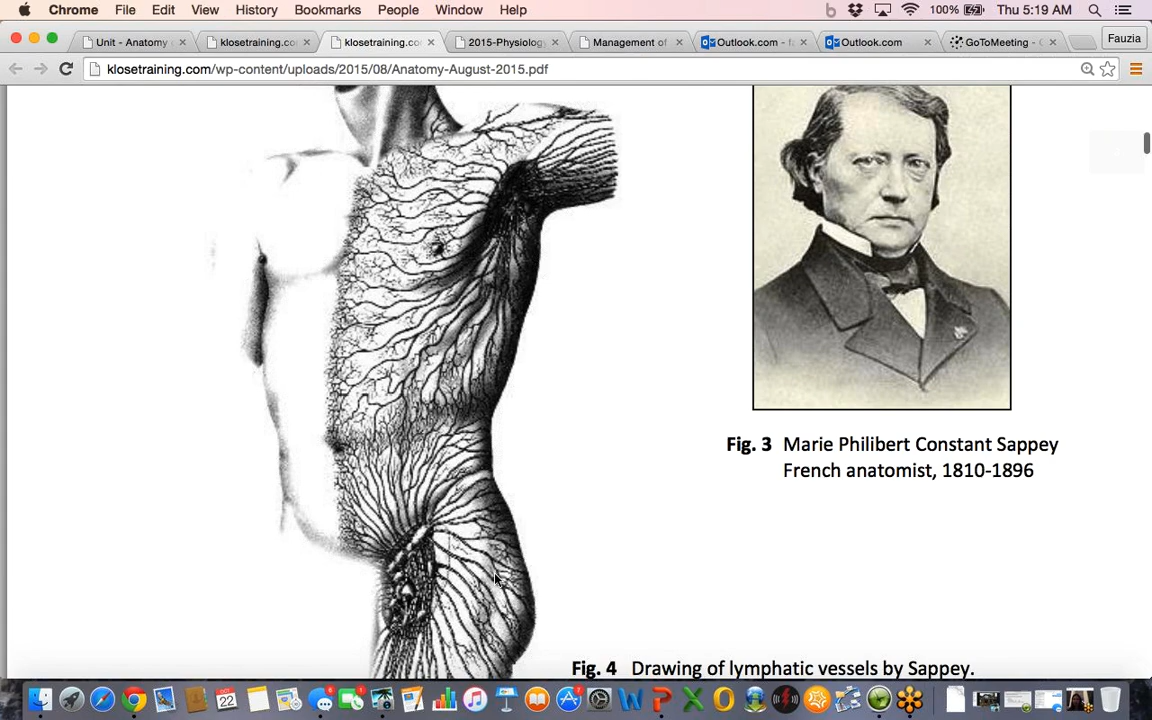 Chrome File Edit View History Bookmarks People Window Help 100% Thu 5:19 AM
Unit - Anatomy klosetraining.co klosetraining.co 2015-Physiology Management of Outlook.com - Outlook.com GoToMeeting - Fauzia
klosetraining.com/wp-content/uploads/2015/08/Anatomy-August-2015.pdf
Fig. 3 Marie Philibert Constant Sappey
French anatomist, 1810-1896
Fig. 4 Drawing of lymphatic vessels by Sappey.
22